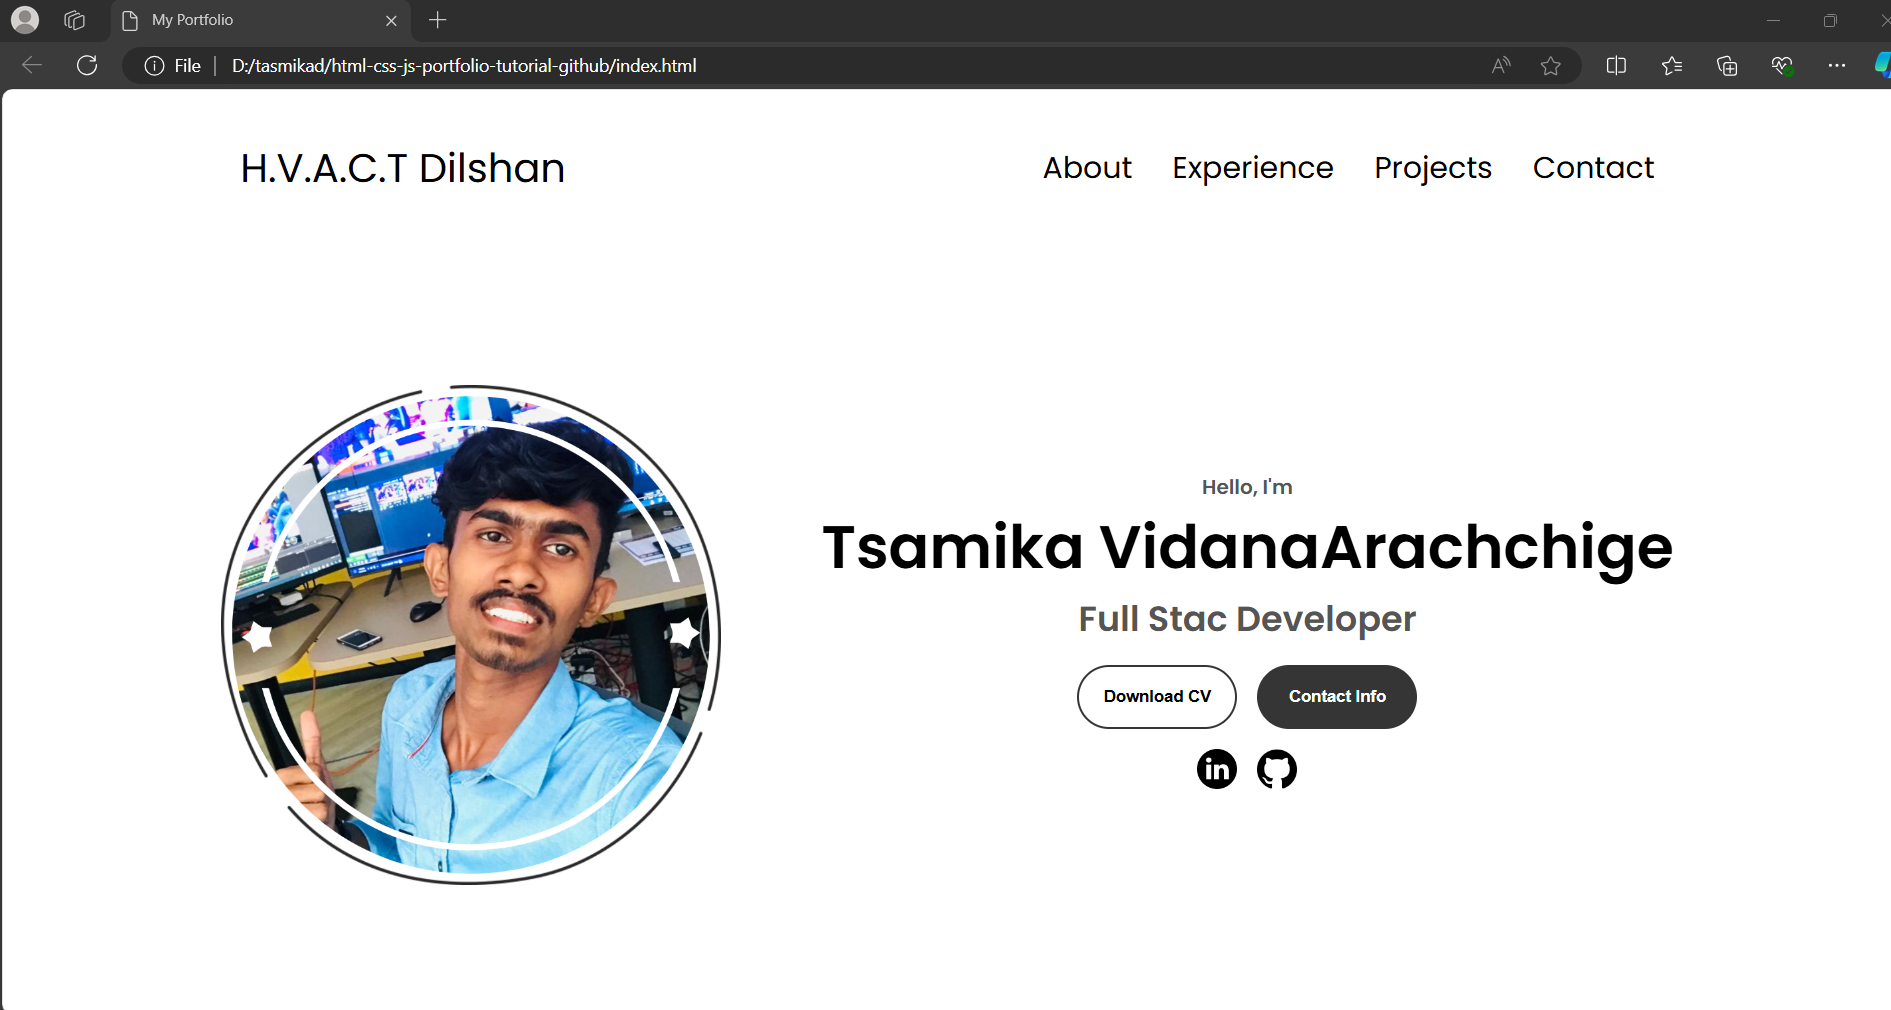 My Portfolio
File
D:/tasmikad/html-css-js-portfolio-tutorial-github/index.html
H.V.A.C.T Dilshan
About Experience Projects Contact
Hello, I'm
Tsamika VidanaArachchige
Full Stac Developer
Download CV
Contact Info
in